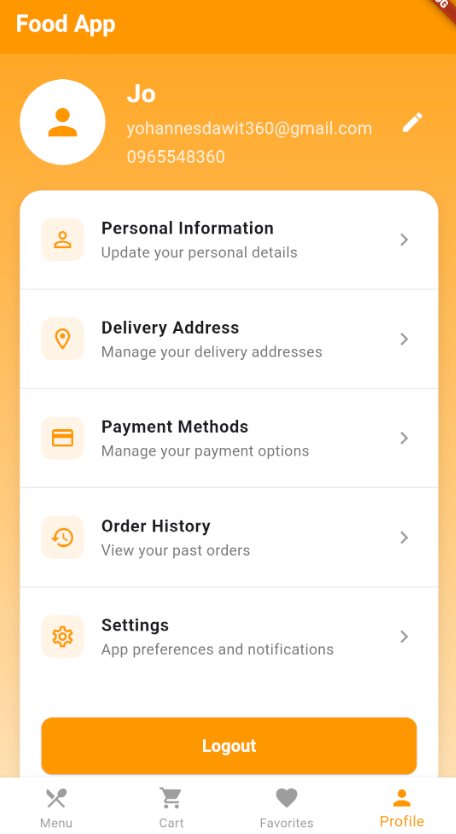 Food App
Jo
yohannesdawit360@gmail.com
0965548360
Personal Information
Update your personal details
Delivery Address
Manage your delivery addresses
Payment Methods
Manage your payment options
Order History
View your past orders
Settings
App preferences and notifications
Logout
Menu
Cart
Favorites
Profile